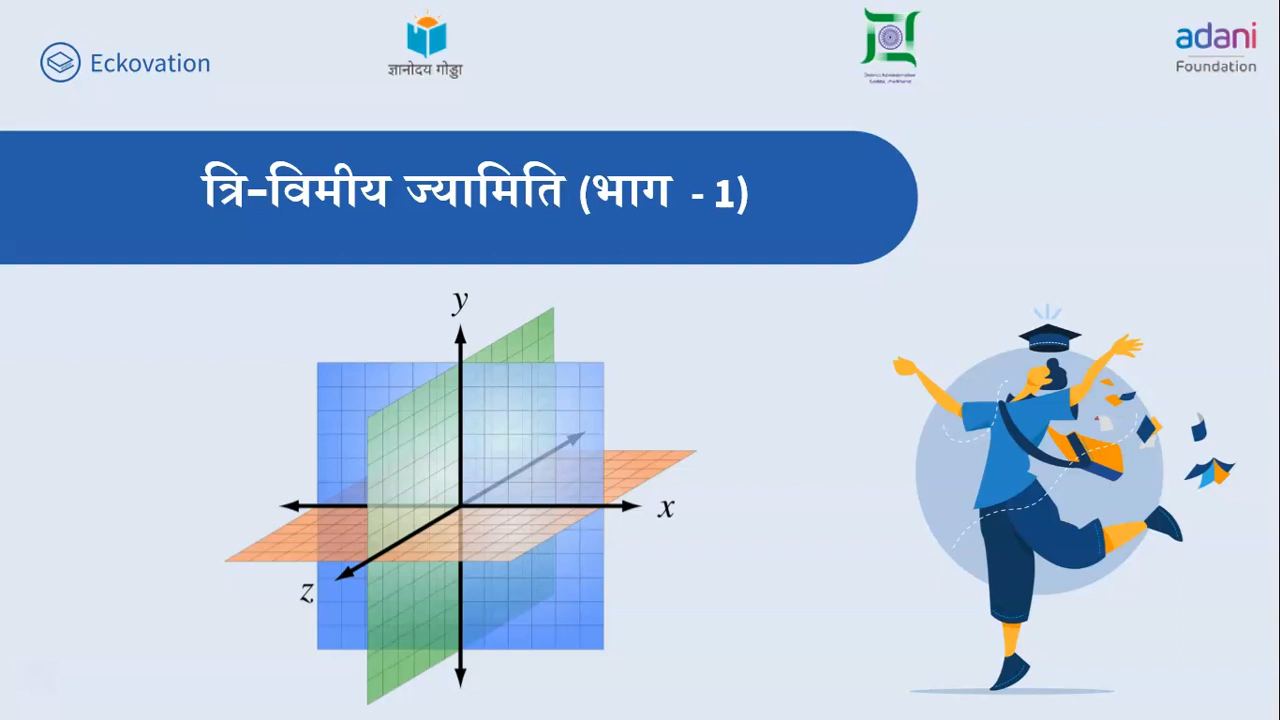 Eckovation
ज्ञानोदय गोड्डा
adani
Foundation
त्रि-विमीय ज्यामिति (भाग - 1)
y
x
z